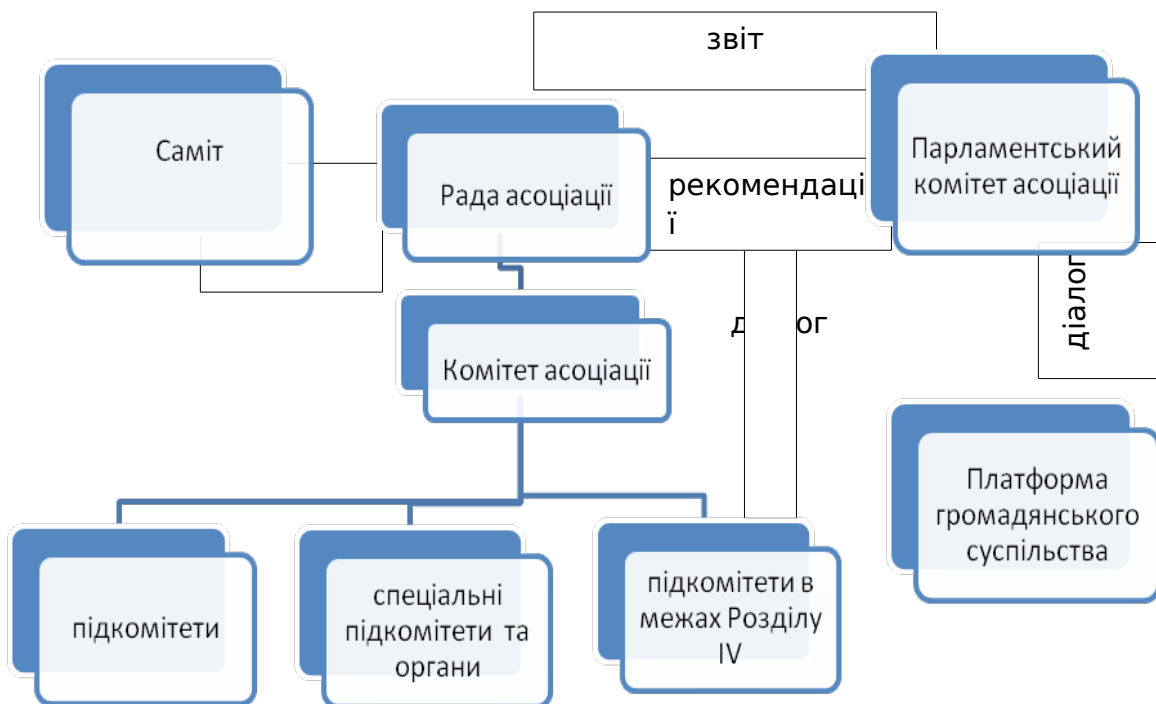 звіт
Саміт
Рада асоціації
рекомендаці
ї
Парламентський
комітет асоціації
діалог
Комітет асоціації
Платформа
громадянського
суспільства
підкомітети
спеціальні
підкомітети та
органи
підкомітети в
межах Розділу
IV